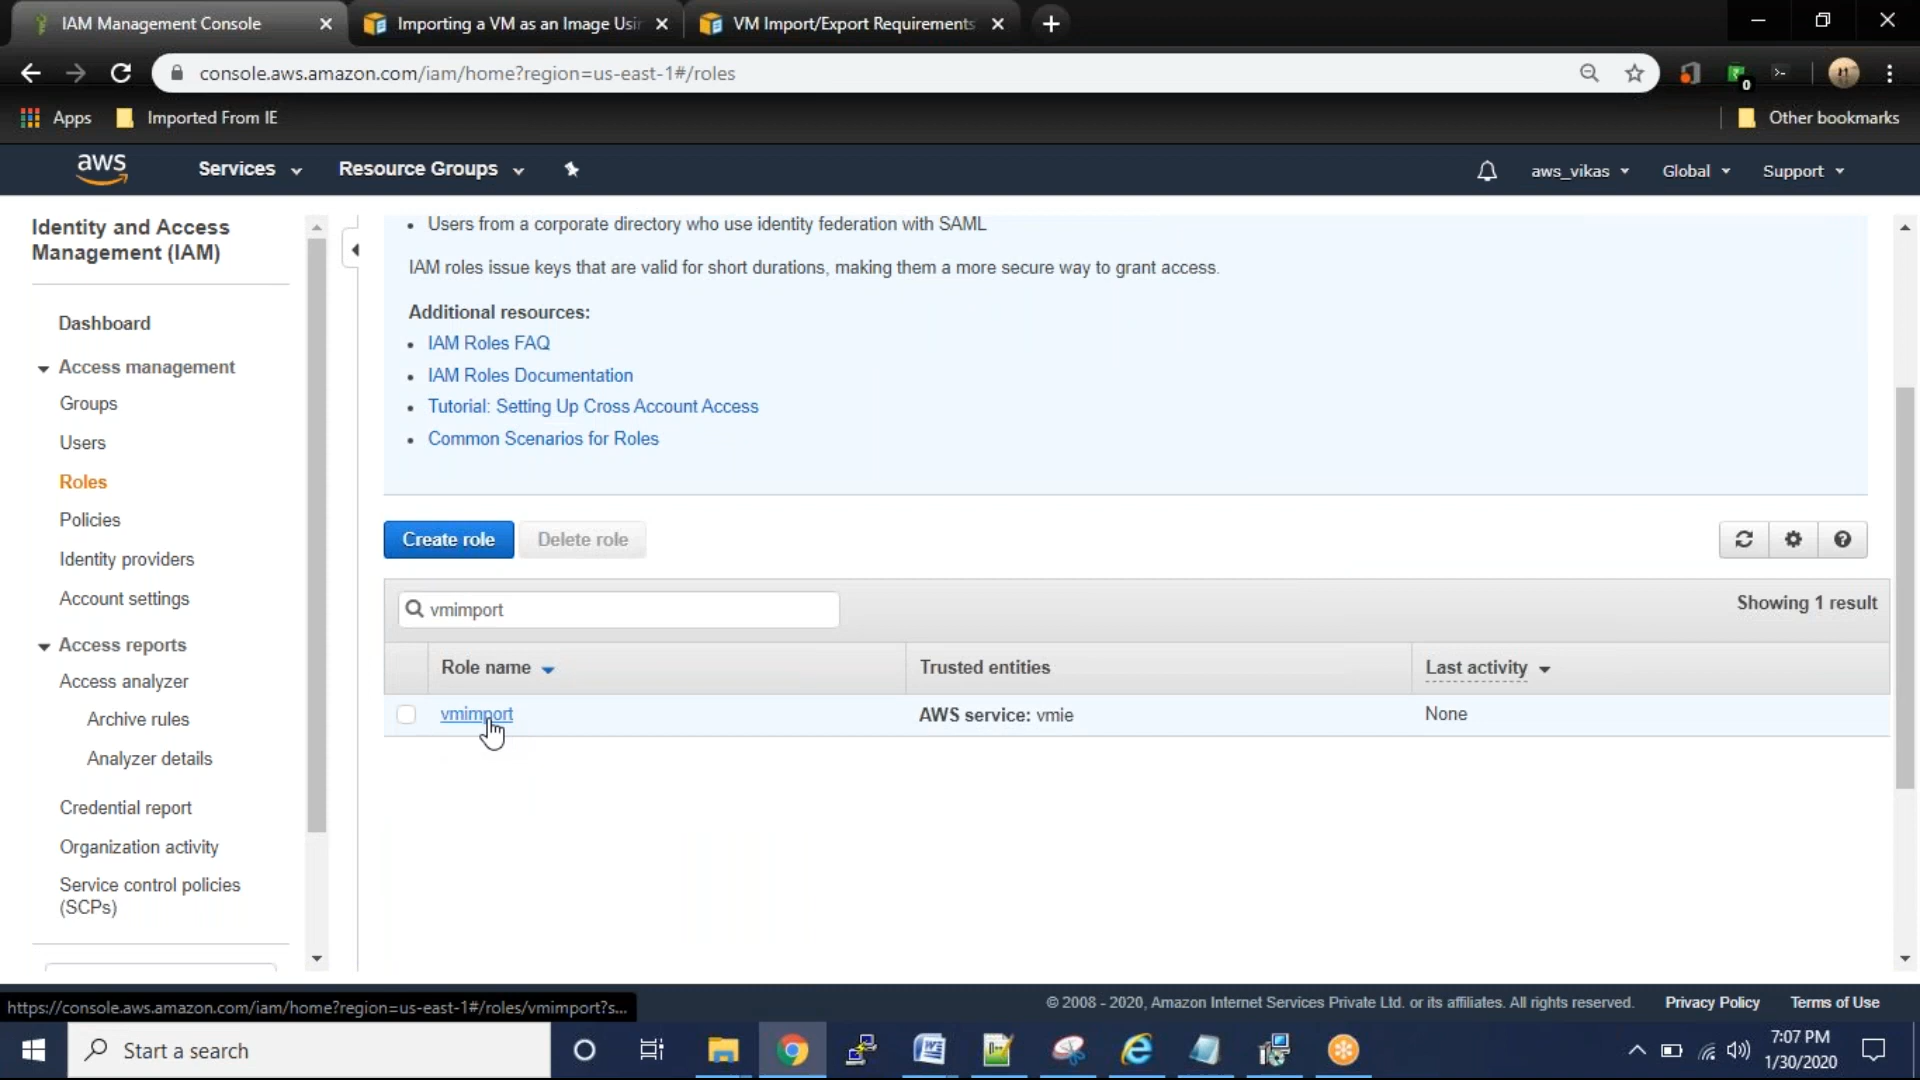 IAM Management Console
Importing a VM as an Image Usi
VM Import/Export Requirements
console.aws.amazon.com/iam/home?region=us-east-1#/roles
0
Apps
Imported From IE
Other bookmarks
aws
Services
Resource Groups
aws_vikas
Global
Support
Identity and Access
Management (IAM)
Dashboard
Access management
Groups
Users
Roles
Policies
Identity providers
Account settings
Access reports
Access analyzer
Archive rules
Analyzer details
Credential report
Organization activity
Service control policies
(SCPs)
• Users from a corporate directory who use identity federation with SAML
IAM roles issue keys that are valid for short durations, making them a more secure way to grant access.
Additional resources:
• IAM Roles FAQ
• IAM Roles Documentation
• Tutorial: Setting Up Cross Account Access
• Common Scenarios for Roles
Create role
Delete role
vmimport
Showing 1 result
Role name
Trusted entities
Last activity
vmimport
AWS service: vmie
None
https://console.aws.amazon.com/iam/home?region=us-east-1#/roles/vmimport?s...
© 2008 - 2020, Amazon Internet Services Private Ltd. or its affiliates. All rights reserved.
Privacy Policy
Terms of Use
Start a search
7:07 PM
1/30/2020